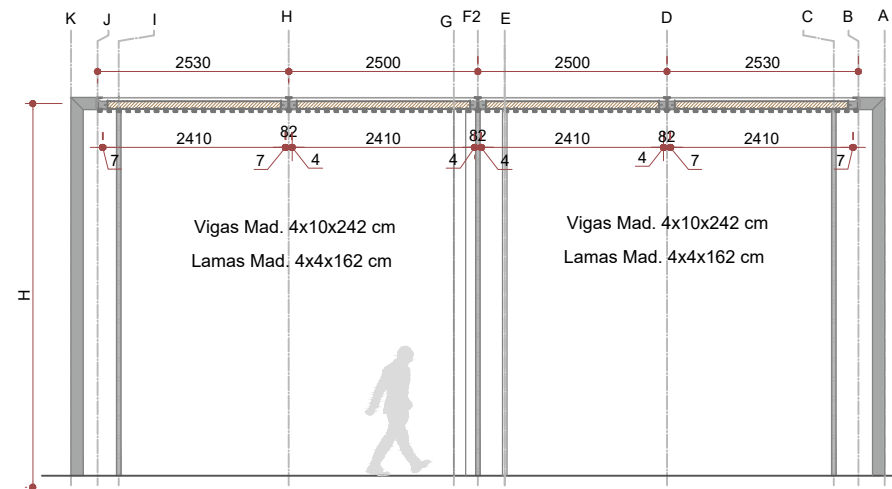 K J I H G F2 E D C B A
2530 2500 2500 2530
82 82 82
2410 2410 2410 2410
7 7 4 4 4 4 7 7
Vigas Mad. 4x10x242 cm
Lamas Mad. 4x4x162 cm
Vigas Mad. 4x10x242 cm
Lamas Mad. 4x4x162 cm
H